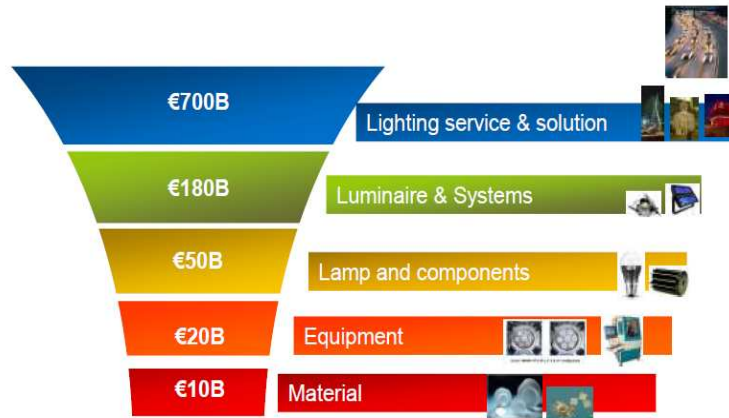 €700B
Lighting service & solution
€180B
Luminaire & Systems
€50B
Lamp and components
€20B
Equipment
€10B
Material